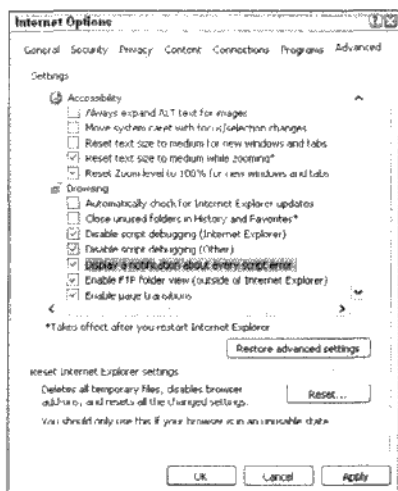 Internet Options
General Security Privacy Content Connections Programs Advanced
Settings
Accessibility
Always expand ALT text for images
Move system caret with focus/selection changes
Reset text size to medium for new windows and tabs
Reset text size to medium while zooming*
Reset Zoom level to 100% for new windows and tabs
Browsing
Automatically check for Internet Explorer updates
Close unused folders in History and Favorites*
Disable script debugging (Internet Explorer)
Disable script debugging (Other)
Display a notification about every script error
Enable FTP folder view (outside of Internet Explorer)
Enable page transitions
*Takes effect after you restart Internet Explorer
Restore advanced settings
Reset Internet Explorer settings
Deletes all temporary files, disables browser
add-ons, and resets all the changed settings.
Reset...
You should only use this if your browser is in an unusable state
OK Cancel Apply